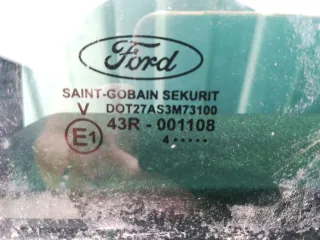 Ford
SAINT-GOBAIN SEKURIT
V DOT27AS3M73100
E1 43R - 001108
4 •••••